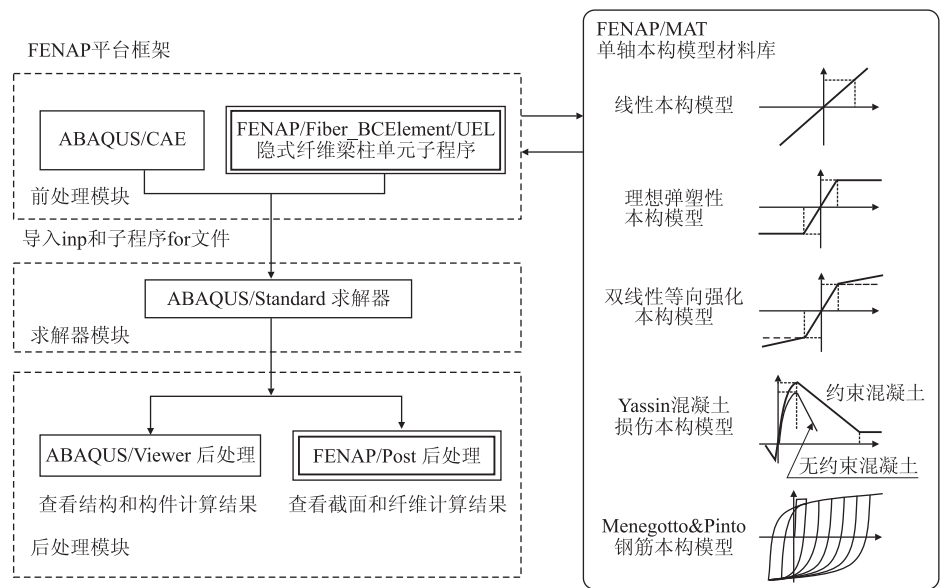 FENAP平台框架
ABAQUS/CAE
FENAP/Fiber_BCElement/UEL
隐式纤维梁柱单元子程序
前处理模块
导入inp和子程序for文件
ABAQUS/Standard 求解器
求解器模块
ABAQUS/Viewer 后处理
FENAP/Post 后处理
查看结构和构件计算结果
查看截面和纤维计算结果
后处理模块
FENAP/MAT
单轴本构模型材料库
线性本构模型
理想弹塑性
本构模型
双线性等向强化
本构模型
Yassin混凝土
损伤本构模型
约束混凝土
无约束混凝土
Menegotto&Pinto
钢筋本构模型